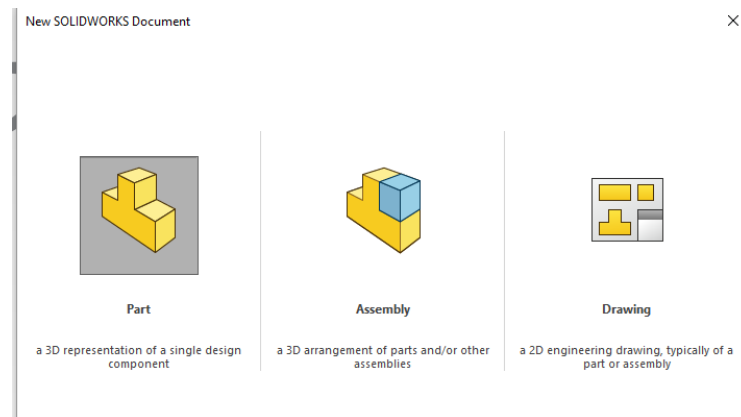 New SOLIDWORKS Document
Part
a 3D representation of a single design
component
Assembly
a 3D arrangement of parts and/or other
assemblies
Drawing
a 2D engineering drawing, typically of a
part or assembly